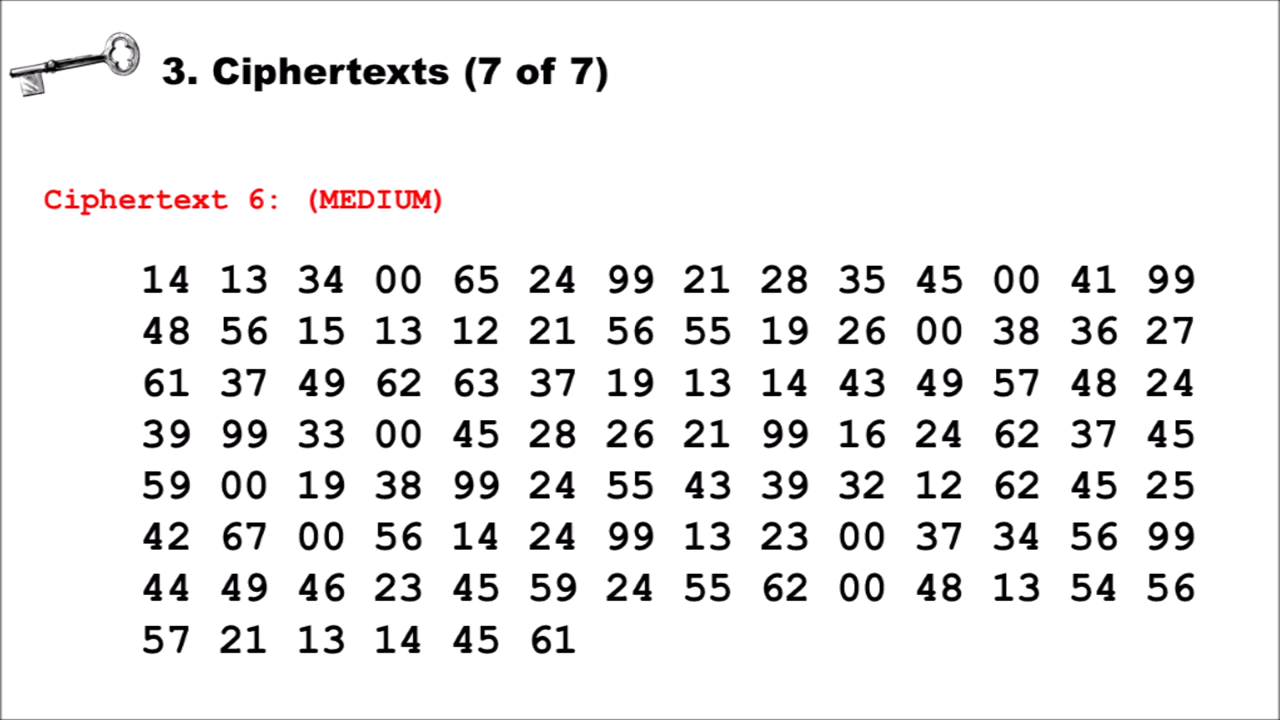 3. Ciphertexts (7 of 7)
Ciphertext 6: (MEDIUM)
14 13 34 00 65 24 99 21 28 35 45 00 41 99
48 56 15 13 12 21 56 55 19 26 00 38 36 27
61 37 49 62 63 37 19 13 14 43 49 57 48 24
39 99 33 00 45 28 26 21 99 16 24 62 37 45
59 00 19 38 99 24 55 43 39 32 12 62 45 25
42 67 00 56 14 24 99 13 23 00 37 34 56 99
44 49 46 23 45 59 24 55 62 00 48 13 54 56
57 21 13 14 45 61